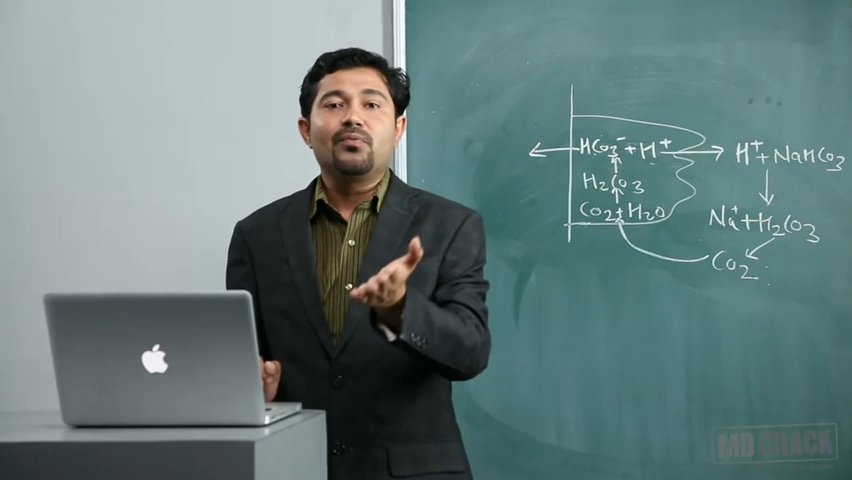 HCO3⁻ + H⁺
H⁺ + NaHCO3
H2CO3
CO2 + H2O
Na⁺ + H2CO3
CO2
MD CRACK